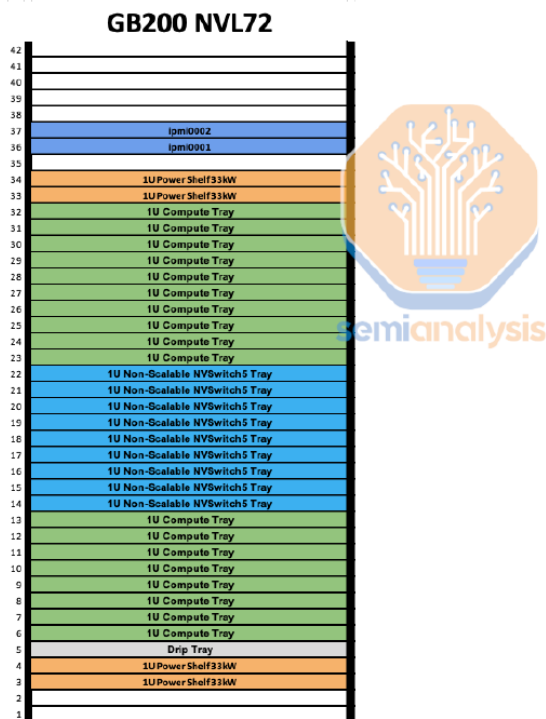 GB200 NVL72
42
41
40
39
38
37 ipmi0002
36 ipmi0001
35
34 1U Power Shelf 33kW
33 1U Power Shelf 33kW
32 1U Compute Tray
31 1U Compute Tray
30 1U Compute Tray
29 1U Compute Tray
28 1U Compute Tray
27 1U Compute Tray
26 1U Compute Tray
25 1U Compute Tray
24 1U Compute Tray
23 1U Compute Tray
22 1U Non-Scalable NVSwitch5 Tray
21 1U Non-Scalable NVSwitch5 Tray
20 1U Non-Scalable NVSwitch5 Tray
19 1U Non-Scalable NVSwitch5 Tray
18 1U Non-Scalable NVSwitch5 Tray
17 1U Non-Scalable NVSwitch5 Tray
16 1U Non-Scalable NVSwitch5 Tray
15 1U Non-Scalable NVSwitch5 Tray
14 1U Non-Scalable NVSwitch5 Tray
13 1U Compute Tray
12 1U Compute Tray
11 1U Compute Tray
10 1U Compute Tray
9 1U Compute Tray
8 1U Compute Tray
7 1U Compute Tray
6 1U Compute Tray
5 Drip Tray
4 1U Power Shelf 33kW
3 1U Power Shelf 33kW
2
1
semianalysis